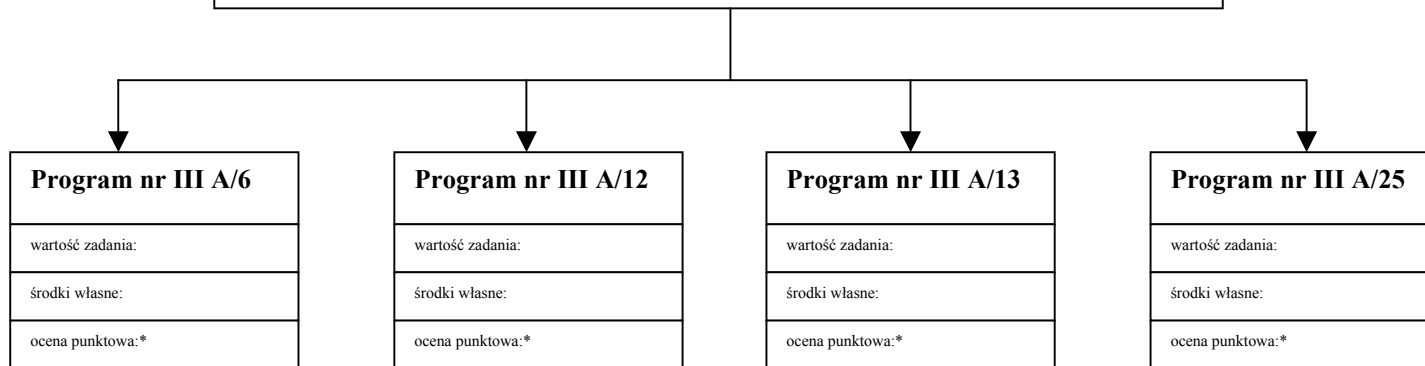 Program nr III A/6
wartość zadania:
środki własne:
ocena punktowa:*
Program nr III A/12
wartość zadania:
środki własne:
ocena punktowa:*
Program nr III A/13
wartość zadania:
środki własne:
ocena punktowa:*
Program nr III A/25
wartość zadania:
środki własne:
ocena punktowa:*